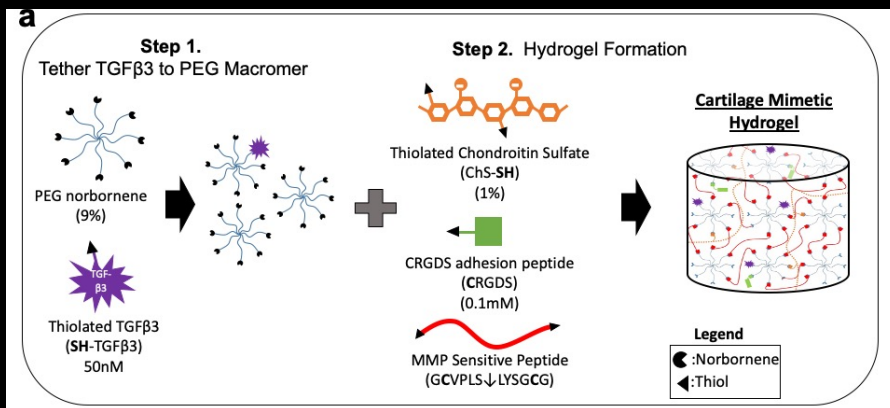 a
Step 1.
Tether TGFβ3 to PEG Macromer
PEG norbornene
(9%)
TGF-
β3
Thiolated TGFβ3
(SH-TGFβ3)
50nM
Step 2. Hydrogel Formation
Thiolated Chondroitin Sulfate
(ChS-SH)
(1%)
CRGDS adhesion peptide
(CRGDS)
(0.1mM)
MMP Sensitive Peptide
(GCVPLS↓LYSGCG)
Cartilage Mimetic
Hydrogel
Legend
:Norbornene
:Thiol